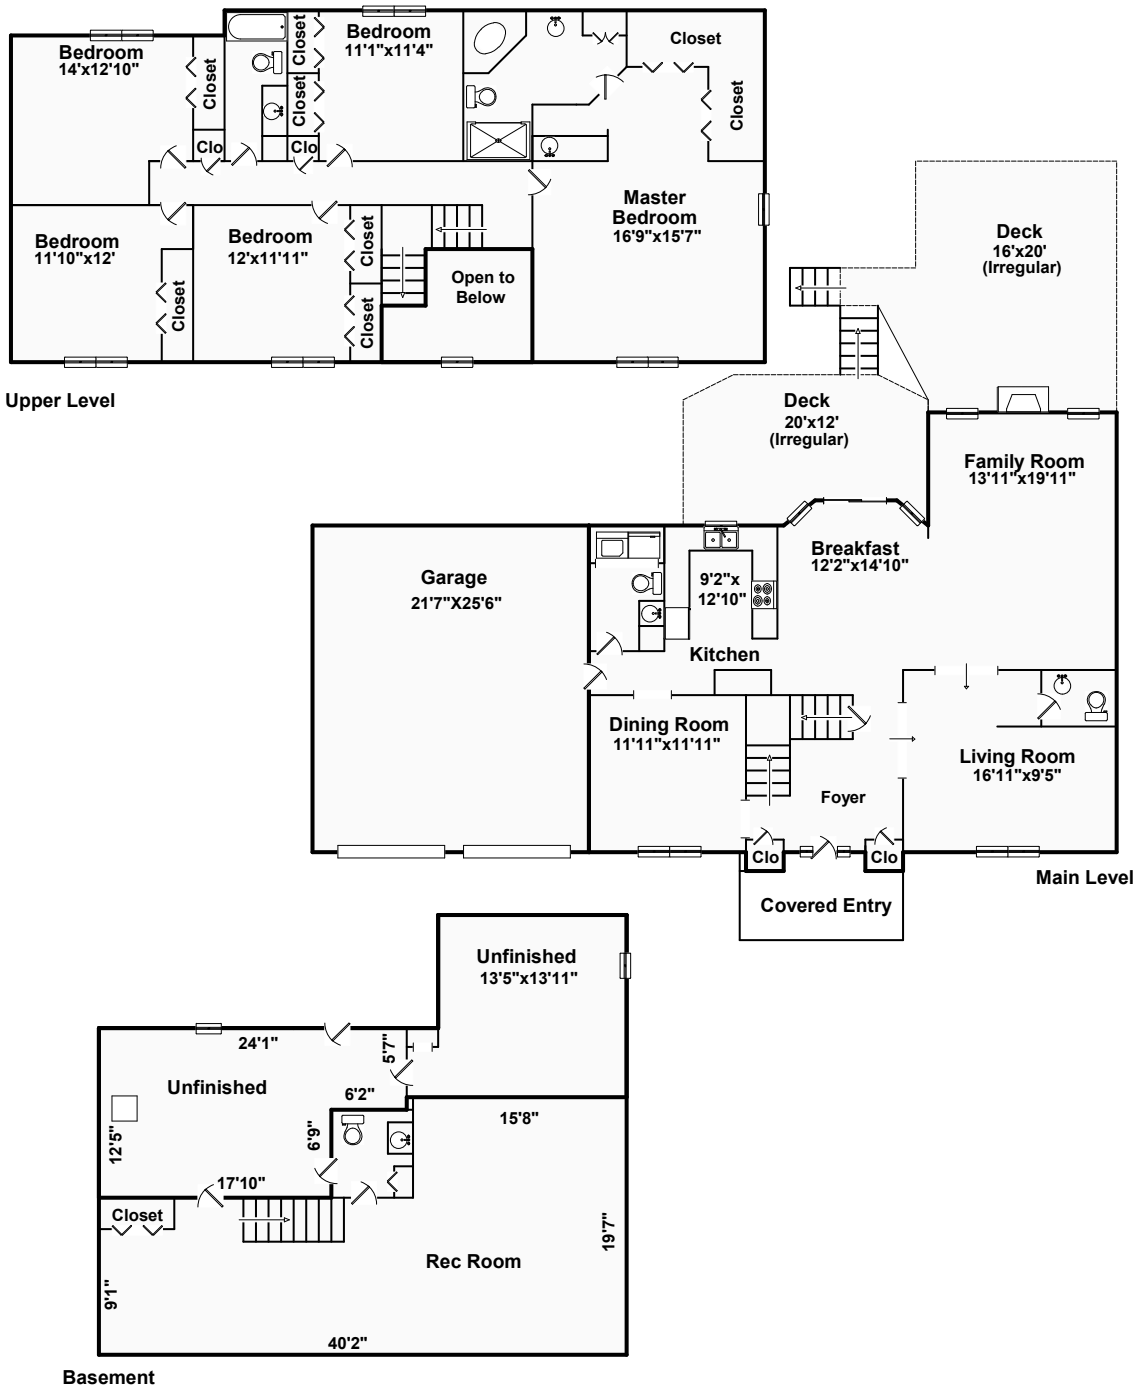 Bedroom
14'x12'10"
Closet
Clo
Closet
Closet
Clo
Bedroom
11'1"x11'4"
Closet
Closet
Master
Bedroom
16'9"x15'7"
Bedroom
11'10"x12'
Closet
Bedroom
12'x11'11"
Closet
Closet
Open to
Below
Upper Level
Deck
16'x20'
(Irregular)
Deck
20'x12'
(Irregular)
Family Room
13'11"x19'11"
Breakfast
12'2"x14'10"
Garage
21'7"X25'6"
9'2"x
12'10"
Kitchen
Dining Room
11'11"x11'11"
Living Room
16'11"x9'5"
Foyer
Clo
Clo
Covered Entry
Main Level
Unfinished
13'5"x13'11"
24'1"
5'7"
Unfinished
6'2"
12'5"
6'9"
15'8"
17'10"
Closet
19'7"
Rec Room
9'1"
40'2"
Basement